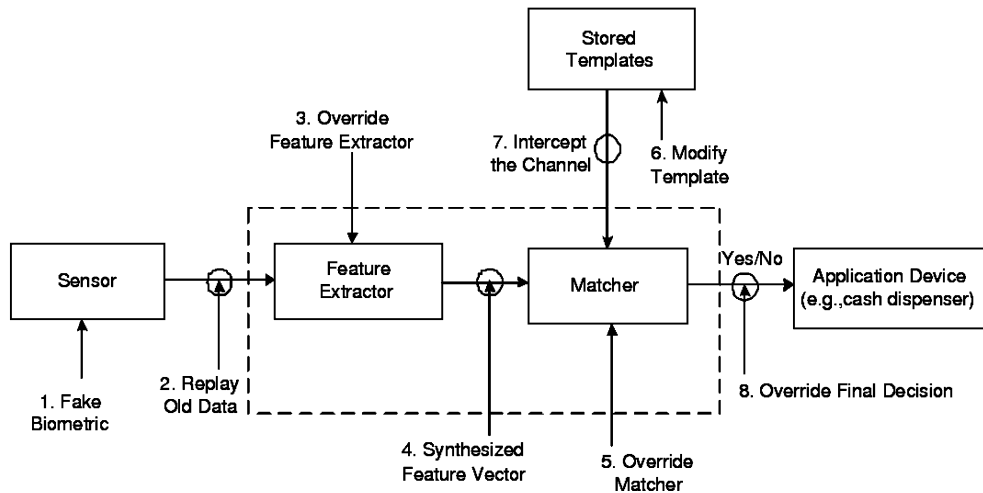 Stored
Templates
3. Override
Feature Extractor
7. Intercept
the Channel
6. Modify
Template
Sensor
Feature
Extractor
Matcher
Yes/No
Application Device
(e.g.,cash dispenser)
1. Fake
Biometric
2. Replay
Old Data
4. Synthesized
Feature Vector
5. Override
Matcher
8. Override Final Decision